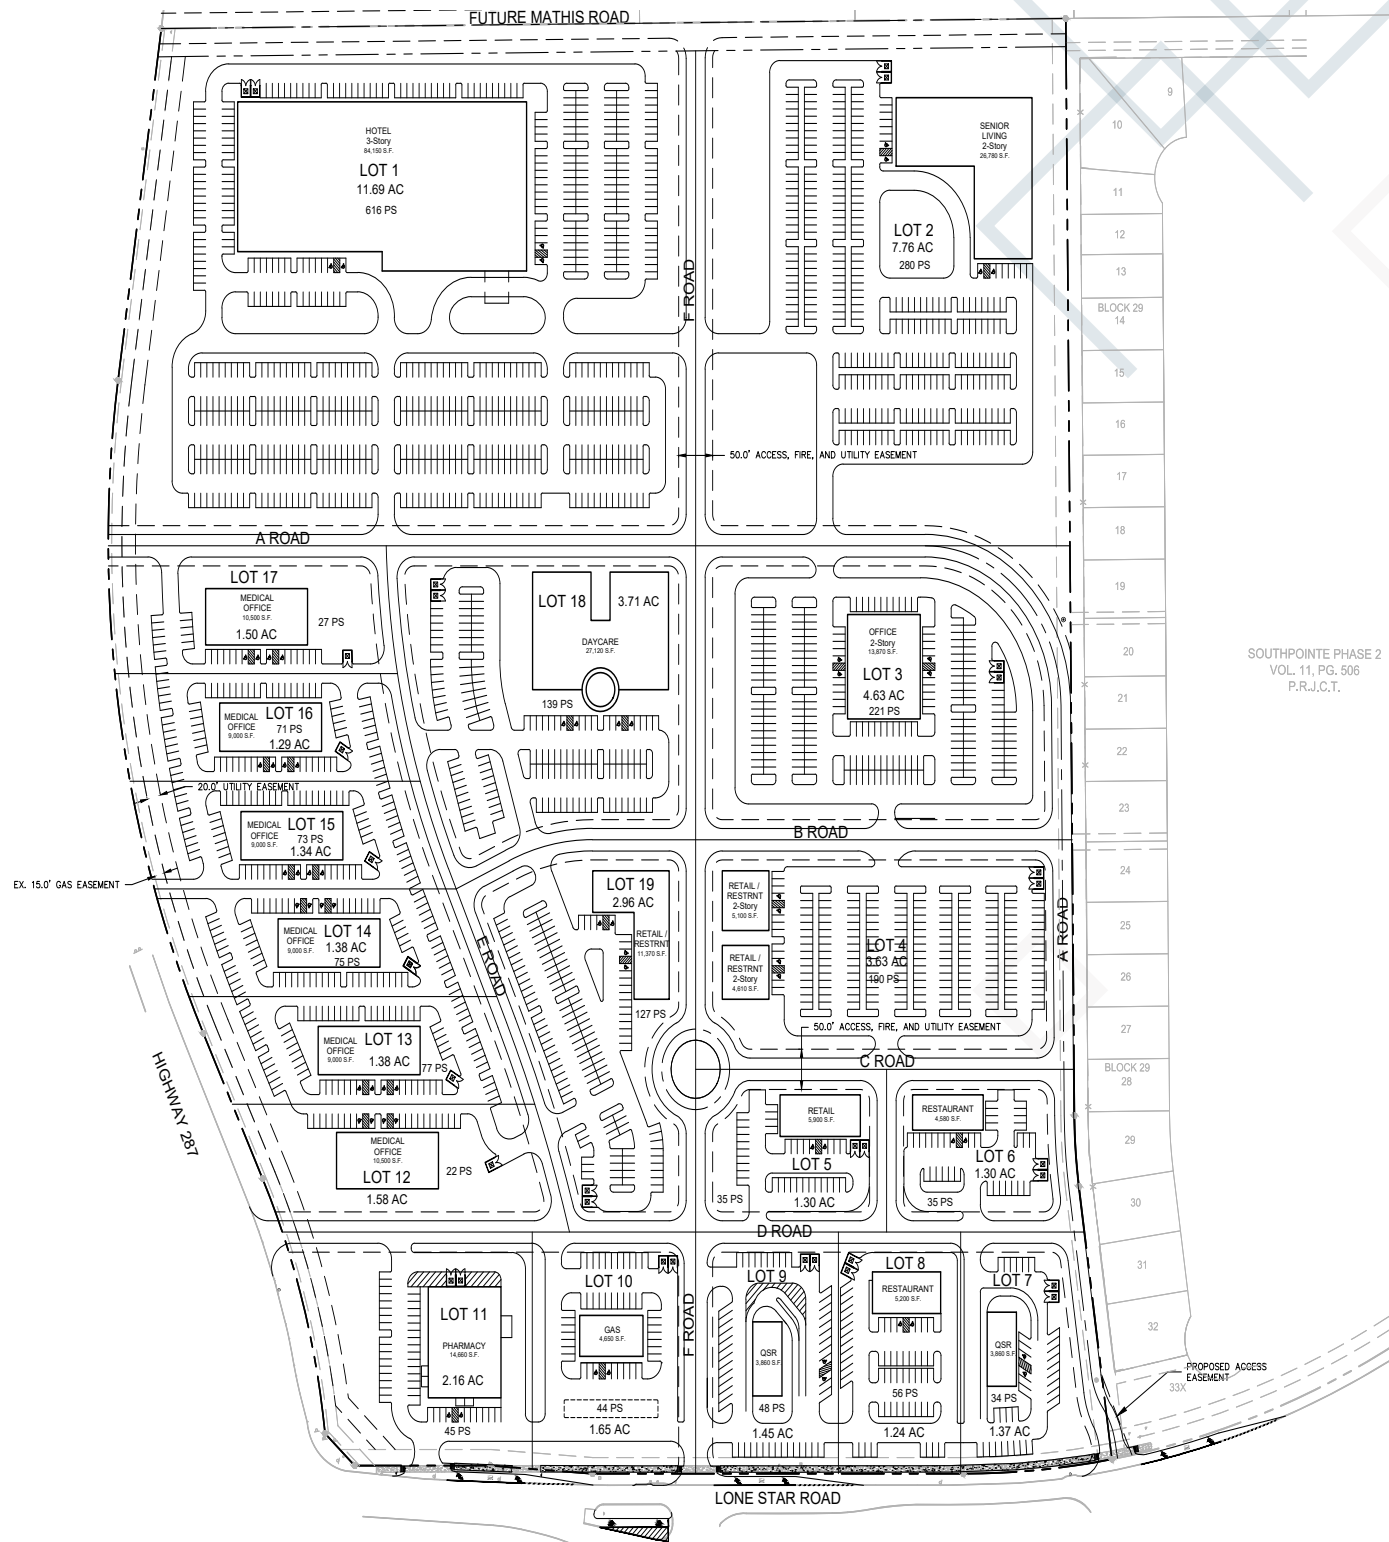 FUTURE MATHIS ROAD
HOTEL
3-Story
84,150 S.F.
LOT 1
11.69 AC
616 PS
SENIOR
LIVING
2-Story
26,780 S.F.
LOT 2
7.76 AC
280 PS
F ROAD
50.0' ACCESS, FIRE, AND UTILITY EASEMENT
9
10
11
12
13
BLOCK 29
14
15
16
17
18
19
20
21
22
23
24
25
26
27
BLOCK 29
28
29
30
31
32
33X
SOUTHPOINTE PHASE 2
VOL. 11, PG. 506
P.R.J.C.T.
A ROAD
LOT 17
MEDICAL
OFFICE
10,500 S.F.
1.50 AC
27 PS
LOT 18
3.71 AC
DAYCARE
27,120 S.F.
139 PS
OFFICE
2-Story
13,870 S.F.
LOT 3
4.63 AC
221 PS
MEDICAL
OFFICE
9,000 S.F.
LOT 16
71 PS
1.29 AC
20.0' UTILITY EASEMENT
MEDICAL
OFFICE
9,000 S.F.
LOT 15
73 PS
1.34 AC
B ROAD
EX. 15.0' GAS EASEMENT
LOT 19
2.96 AC
RETAIL /
RESTRNT
11,370 S.F.
127 PS
RETAIL /
RESTRNT
2-Story
5,100 S.F.
RETAIL /
RESTRNT
2-Story
4,610 S.F.
LOT 4
3.63 AC
190 PS
A ROAD
MEDICAL
OFFICE
9,000 S.F.
LOT 14
1.38 AC
75 PS
E ROAD
MEDICAL
OFFICE
9,000 S.F.
LOT 13
1.38 AC
77 PS
50.0' ACCESS, FIRE, AND UTILITY EASEMENT
C ROAD
HIGHWAY 287
MEDICAL
OFFICE
10,500 S.F.
LOT 12
22 PS
1.58 AC
RETAIL
5,900 S.F.
LOT 5
35 PS
1.30 AC
RESTAURANT
4,580 S.F.
LOT 6
1.30 AC
35 PS
D ROAD
LOT 11
PHARMACY
14,660 S.F.
2.16 AC
45 PS
LOT 10
GAS
4,650 S.F.
44 PS
1.65 AC
F ROAD
LOT 9
QSR
3,860 S.F.
48 PS
1.45 AC
LOT 8
RESTAURANT
5,200 S.F.
56 PS
1.24 AC
LOT 7
QSR
3,860 S.F.
34 PS
1.37 AC
PROPOSED ACCESS
EASEMENT
LONE STAR ROAD